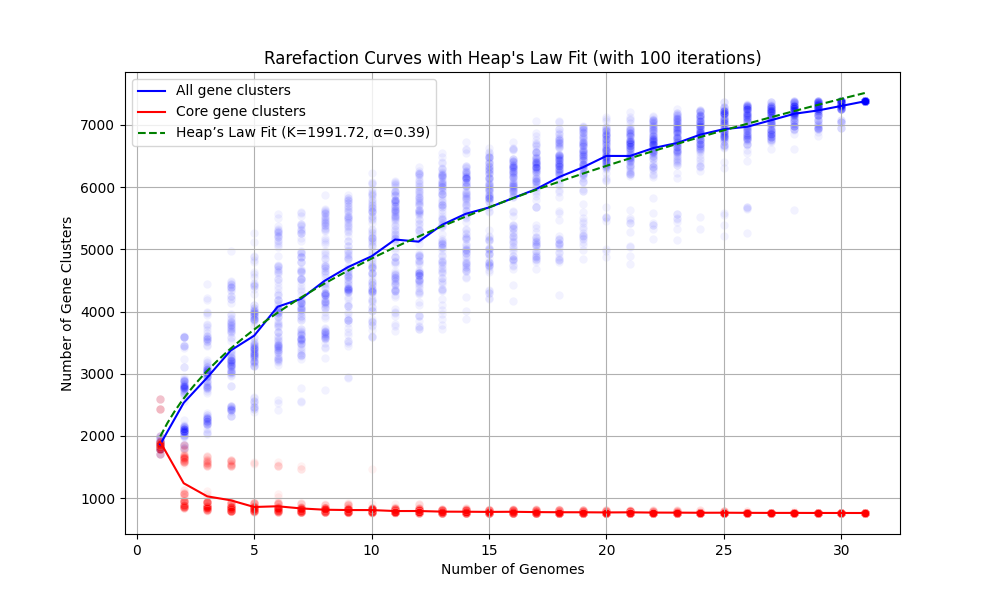 Rarefaction Curves with Heap's Law Fit (with 100 iterations)
All gene clusters
Core gene clusters
Heap’s Law Fit (K=1991.72, α=0.39)
Number of Gene Clusters
7000
6000
5000
4000
3000
2000
1000
0 5 10 15 20 25 30
Number of Genomes